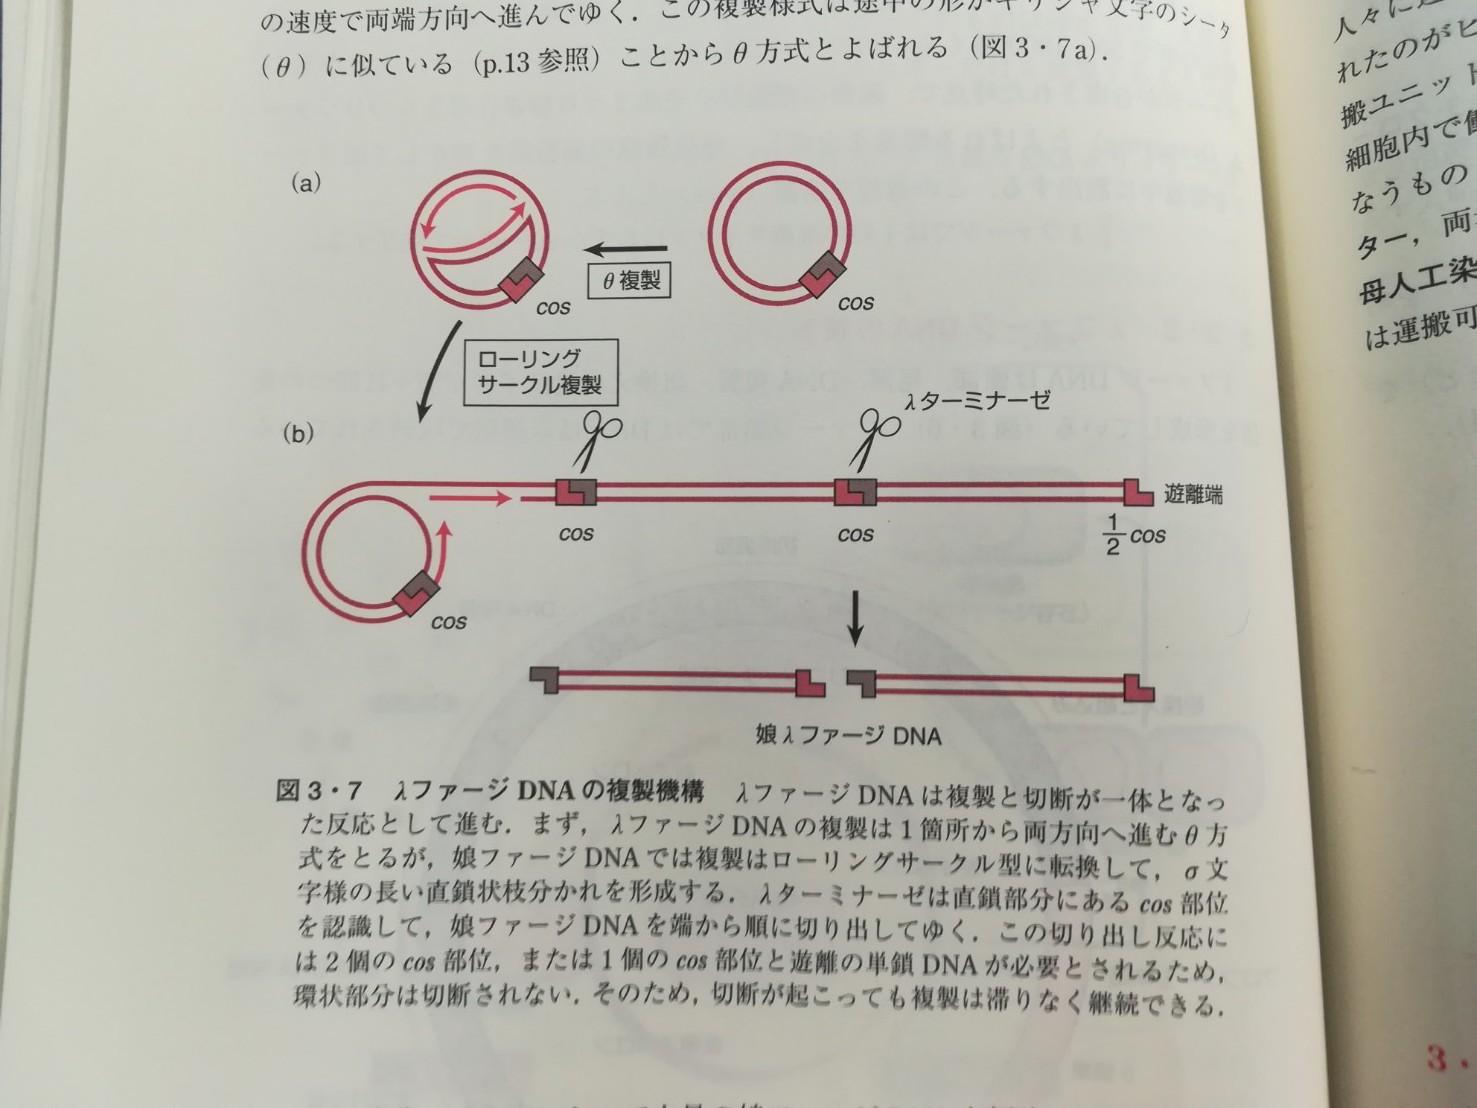 の速度で両端方向へ進んでゆく．この複製様式は途中の形がギリシャ文字のシータ
（θ）に似ている（p.13 参照）ことからθ方式とよばれる（図3・7a）．
(a)
θ複製
cos
cos
ローリング
サークル複製
λターミナーゼ
(b)
遊離端
cos
cos
1/2 cos
cos
娘λファージ DNA
図3・7 λファージ DNA の複製機構 λファージ DNA は複製と切断が一体となっ
た反応として進む．まず，λファージ DNA の複製は1箇所から両方向へ進むθ方
式をとるが，娘ファージ DNA では複製はローリングサークル型に転換して，σ文
字様の長い直鎖状枝分かれを形成する．λターミナーゼは直鎖部分にある cos 部位
を認識して，娘ファージ DNA を端から順に切り出してゆく．この切り出し反応に
は2個の cos 部位，または1個の cos 部位と遊離の単鎖 DNA が必要とされるため，
環状部分は切断されない．そのため，切断が起こっても複製は滞りなく継続できる．
人々に
れたのがビ
搬ユニット
細胞内で
なうもの
ター，両
母人工染
は運搬可
3・